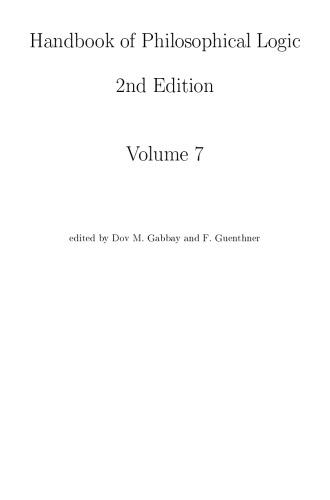 Handbook of Philosophical Logic
2nd Edition
Volume 7
edited by Dov M. Gabbay and F. Guenthner